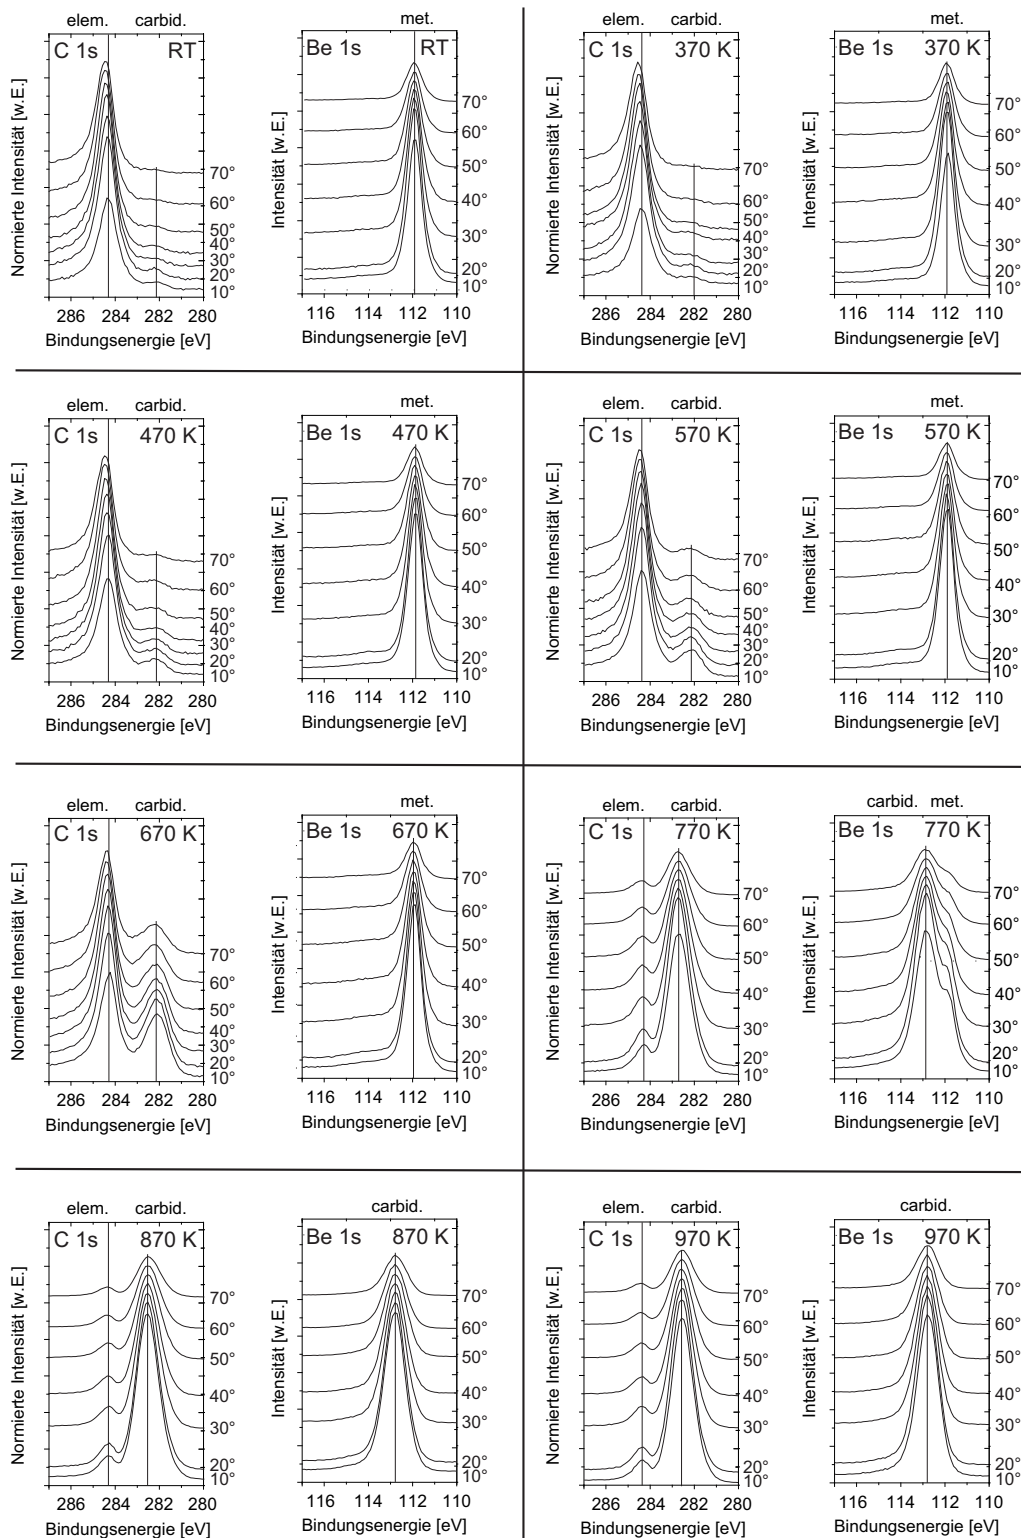 elem. carbid.
C 1s RT
Normierte Intensität [w.E.]
70°
60°
50°
40°
30°
20°
10°
286 284 282 280
Bindungsenergie [eV]
met.
Be 1s RT
Intensität [w.E.]
70°
60°
50°
40°
30°
20°
10°
116 114 112 110
Bindungsenergie [eV]
elem. carbid.
C 1s 370 K
Normierte Intensität [w.E.]
70°
60°
50°
40°
30°
20°
10°
286 284 282 280
Bindungsenergie [eV]
met.
Be 1s 370 K
Intensität [w.E.]
70°
60°
50°
40°
30°
20°
10°
116 114 112 110
Bindungsenergie [eV]
elem. carbid.
C 1s 470 K
Normierte Intensität [w.E.]
70°
60°
50°
40°
30°
20°
10°
286 284 282 280
Bindungsenergie [eV]
met.
Be 1s 470 K
Intensität [w.E.]
70°
60°
50°
40°
30°
20°
10°
116 114 112 110
Bindungsenergie [eV]
elem. carbid.
C 1s 570 K
Normierte Intensität [w.E.]
70°
60°
50°
40°
30°
20°
10°
286 284 282 280
Bindungsenergie [eV]
met.
Be 1s 570 K
Intensität [w.E.]
70°
60°
50°
40°
30°
20°
10°
116 114 112 110
Bindungsenergie [eV]
elem. carbid.
C 1s 670 K
Normierte Intensität [w.E.]
70°
60°
50°
40°
30°
20°
10°
286 284 282 280
Bindungsenergie [eV]
met.
Be 1s 670 K
Intensität [w.E.]
70°
60°
50°
40°
30°
20°
10°
116 114 112 110
Bindungsenergie [eV]
elem. carbid.
C 1s 770 K
Normierte Intensität [w.E.]
70°
60°
50°
40°
30°
20°
10°
286 284 282 280
Bindungsenergie [eV]
carbid. met.
Be 1s 770 K
Intensität [w.E.]
70°
60°
50°
40°
30°
20°
10°
116 114 112 110
Bindungsenergie [eV]
elem. carbid.
C 1s 870 K
Normierte Intensität [w.E.]
70°
60°
50°
40°
30°
20°
10°
286 284 282 280
Bindungsenergie [eV]
carbid.
Be 1s 870 K
Intensität [w.E.]
70°
60°
50°
40°
30°
20°
10°
116 114 112 110
Bindungsenergie [eV]
elem. carbid.
C 1s 970 K
Normierte Intensität [w.E.]
70°
60°
50°
40°
30°
20°
10°
286 284 282 280
Bindungsenergie [eV]
carbid.
Be 1s 970 K
Intensität [w.E.]
70°
60°
50°
40°
30°
20°
10°
116 114 112 110
Bindungsenergie [eV]